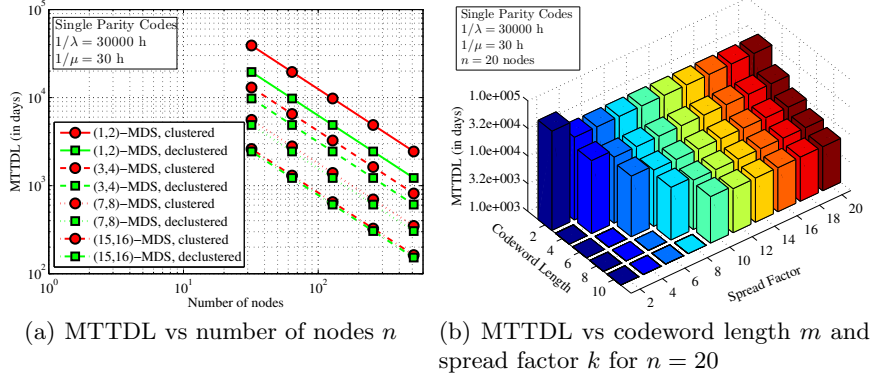 Single Parity Codes
1/λ = 30000 h
1/μ = 30 h
MTTDL (in days)
10^5
10^4
10^3
10^2
(1,2)−MDS, clustered
(1,2)−MDS, declustered
(3,4)−MDS, clustered
(3,4)−MDS, declustered
(7,8)−MDS, clustered
(7,8)−MDS, declustered
(15,16)−MDS, clustered
(15,16)−MDS, declustered
10^0
10^1
10^2
Number of nodes
(a) MTTDL vs number of nodes n
Single Parity Codes
1/λ = 30000 h
1/μ = 30 h
n = 20 nodes
MTTDL (in days)
1.0e+005
3.2e+004
1.0e+004
3.2e+003
1.0e+003
2
4
6
8
10
Codeword Length
2
4
6
8
10
12
14
16
18
20
Spread Factor
(b) MTTDL vs codeword length m and
spread factor k for n = 20